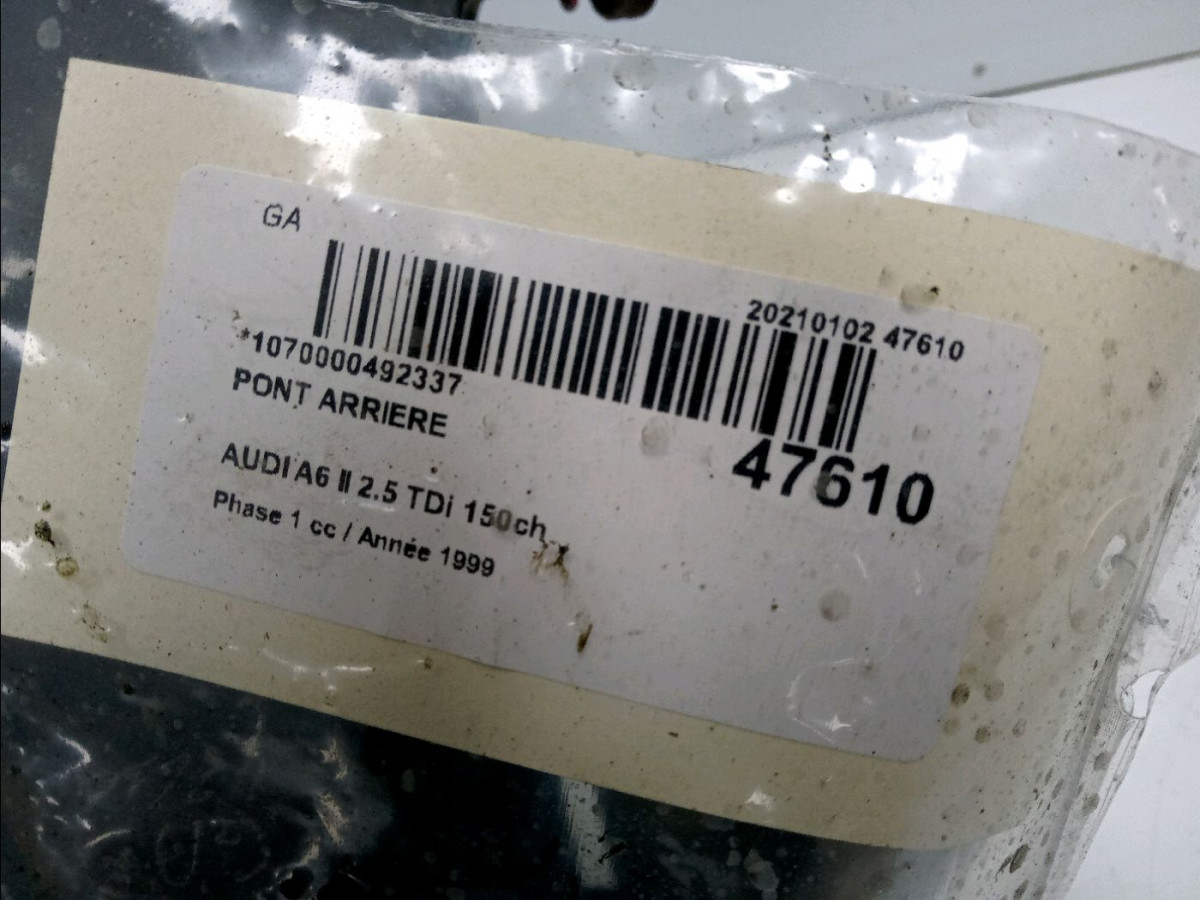 GA
20210102 47610
*1070000492337
PONT ARRIERE
47610
AUDI A6 II 2.5 TDi 150ch
Phase 1 cc / Année 1999